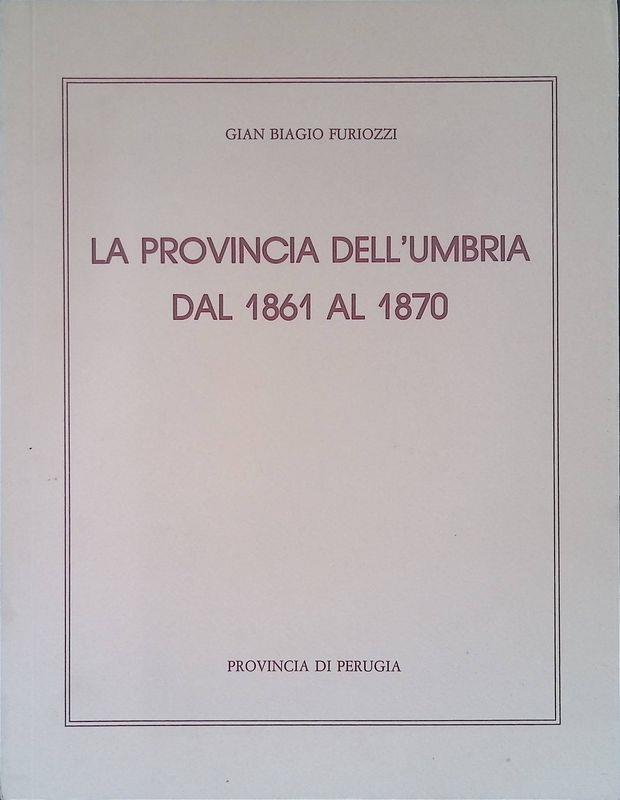 GIAN BIAGIO FURIOZZI
LA PROVINCIA DELL'UMBRIA
DAL 1861 AL 1870
PROVINCIA DI PERUGIA